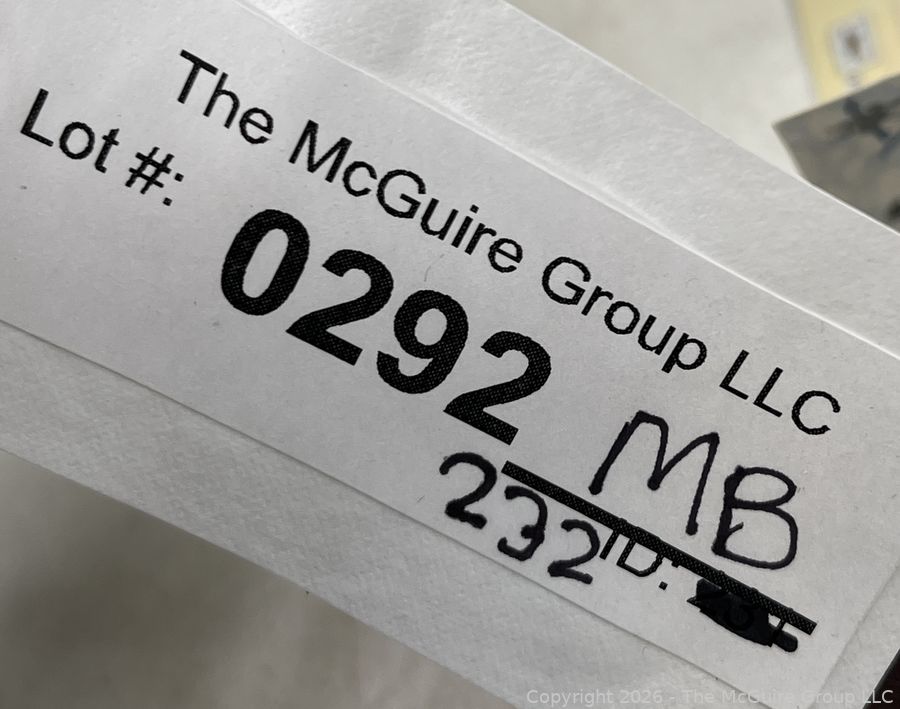 The McGuire Group LLC
Lot #:
0292
MB
232
ID:
Copyright 2026 - The McGuire Group LLC